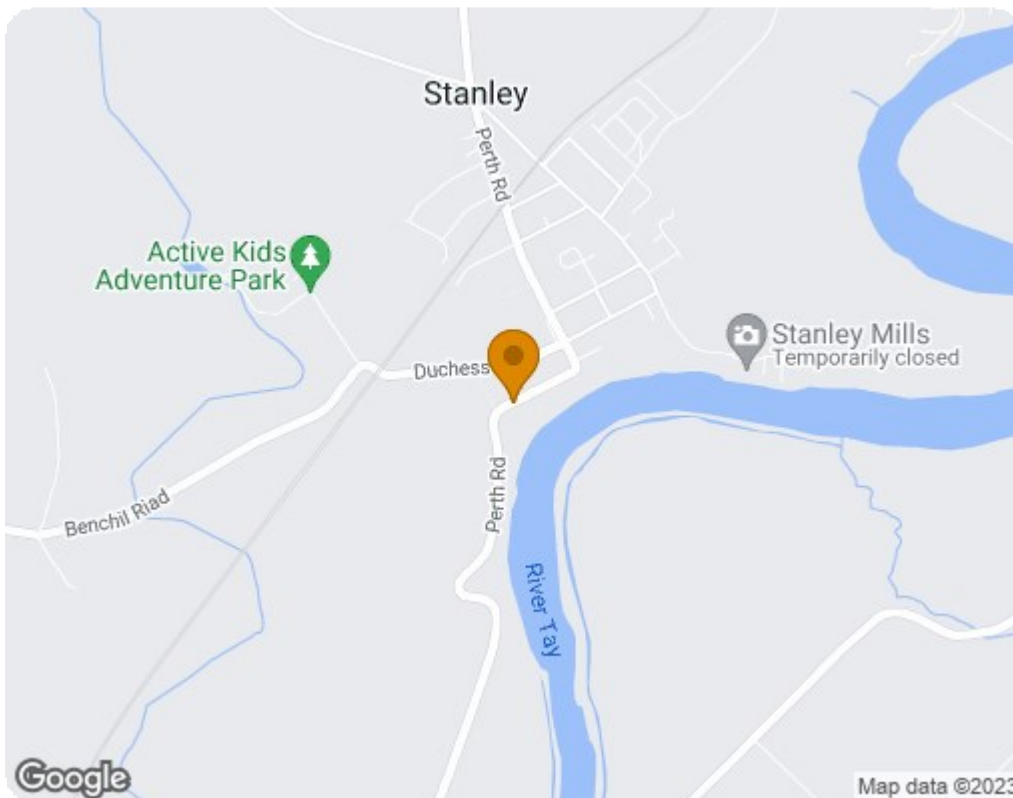 Stanley
Perth Rd
Active Kids
Adventure Park
Stanley Mills
Temporarily closed
Duchess
Perth Rd
Benchil Riad
River Tay
Google
Map data ©2023